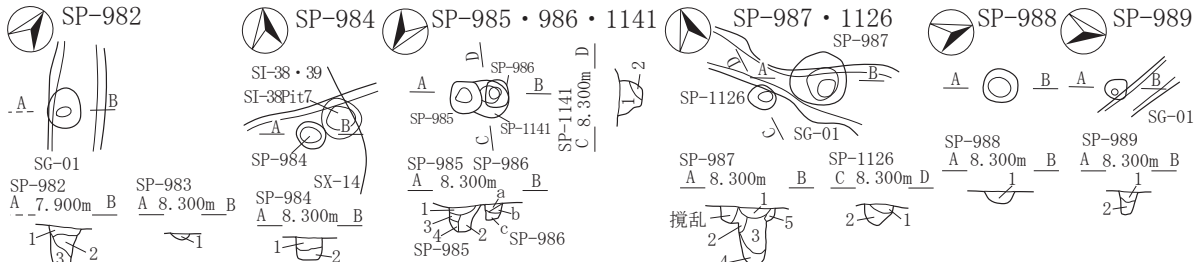 SP-982
A
B
SG-01
SP-982
A 7.900m B
1
2
3
SP-983
A 8.300m B
1
SP-984
SI-38・39
SI-38Pit7
A
B
SP-984
SX-14
SP-984
A 8.300m B
1
2
SP-985・986・1141
D
SP-986
A
B
SP-985
SP-1141
C
SP-1141
C 8.300m D
1
2
SP-985 SP-986
A 8.300m B
1
3
4
2
a
b
c
SP-985
SP-986
SP-987・1126
SP-987
D
A
B
SP-1126
C
SG-01
SP-987
A 8.300m B
撹乱
1
2
3
4
5
SP-1126
C 8.300m D
2
1
SP-988
A
B
SP-988
A 8.300m B
1
SP-989
A
B
SG-01
SP-989
A 8.300m B
1
2